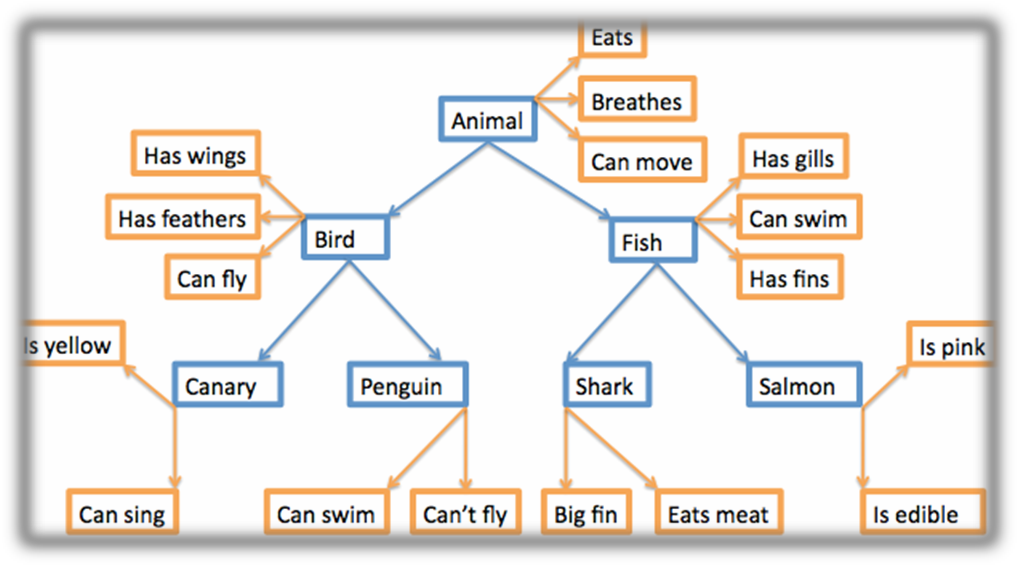 Eats
Breathes
Animal
Can move
Has wings
Has gills
Has feathers
Can swim
Bird
Fish
Can fly
Has fins
Is yellow
Is pink
Canary
Penguin
Shark
Salmon
Can sing
Can swim
Can't fly
Big fin
Eats meat
Is edible